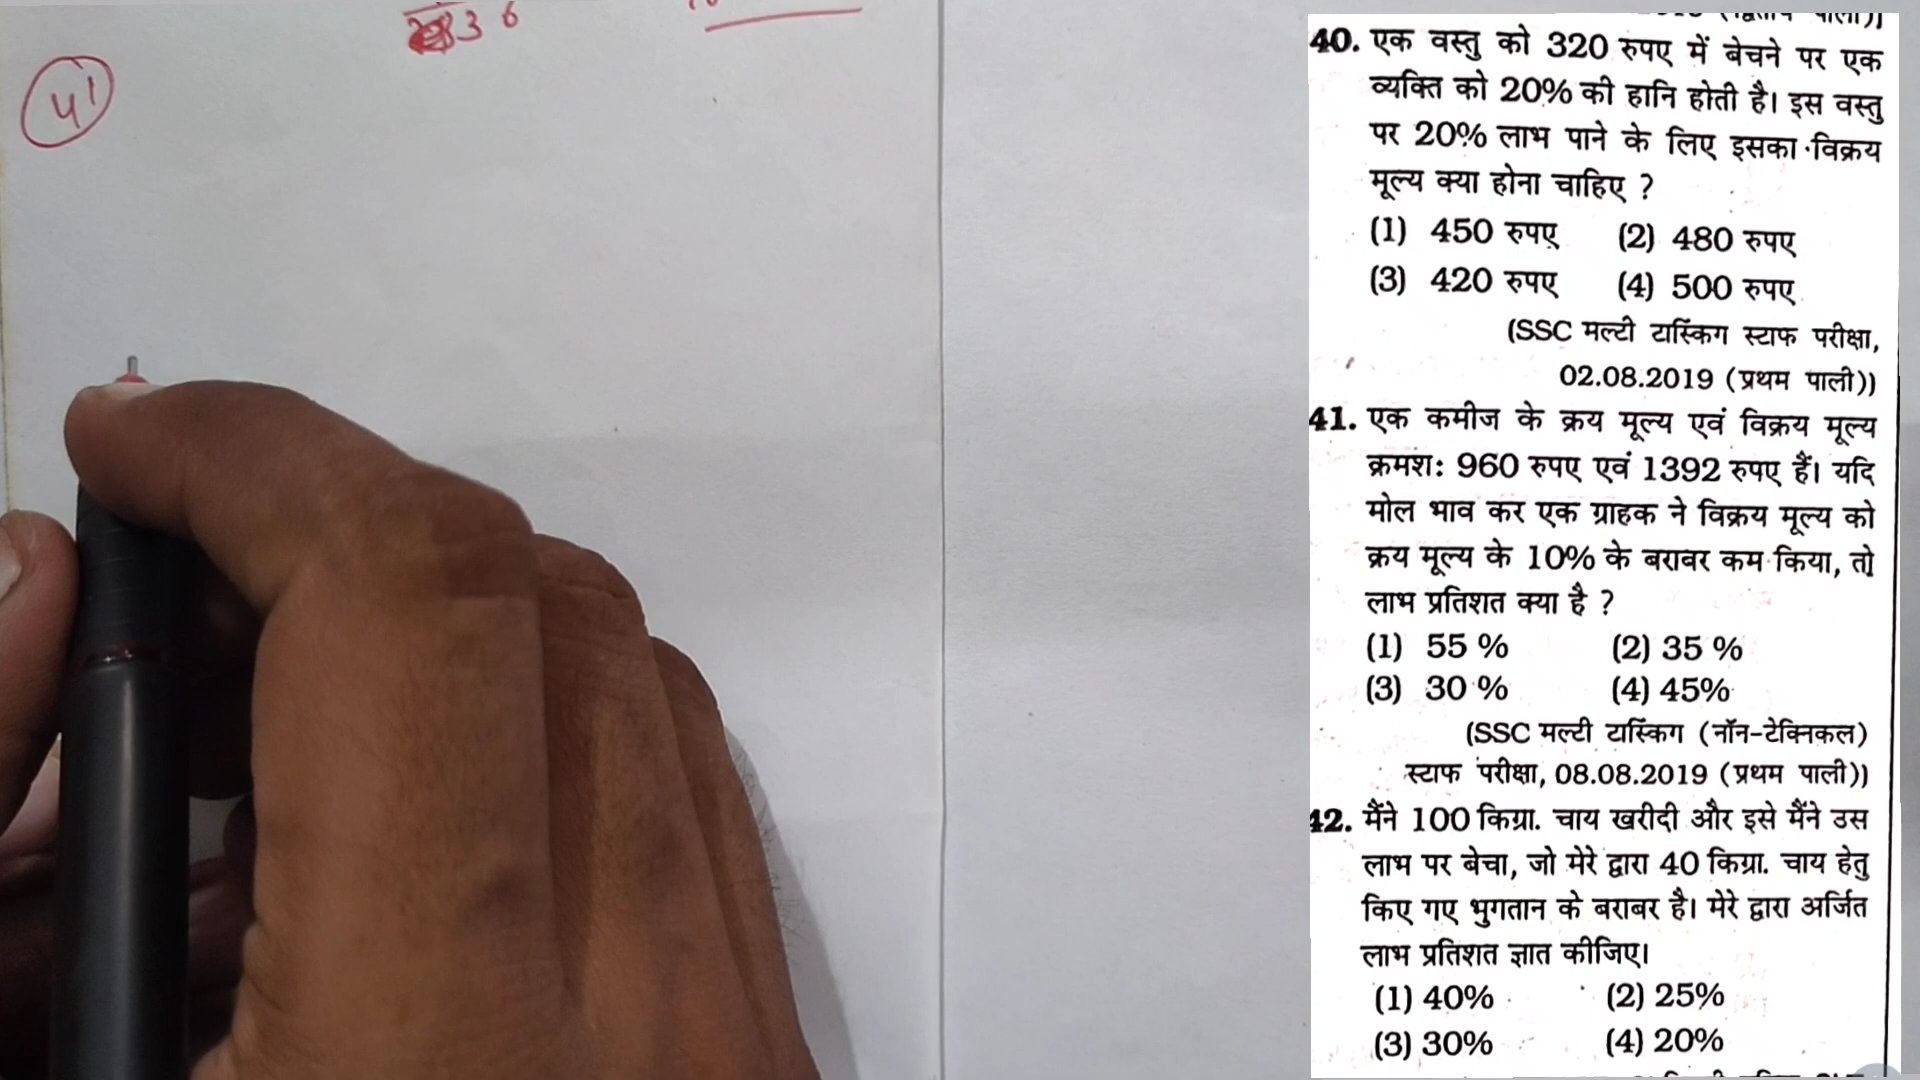 36
41
40. एक वस्तु को 320 रुपए में बेचने पर एक
व्यक्ति को 20% की हानि होती है। इस वस्तु
पर 20% लाभ पाने के लिए इसका विक्रय
मूल्य क्या होना चाहिए ?
(1) 450 रुपए (2) 480 रुपए
(3) 420 रुपए (4) 500 रुपए
(SSC मल्टी टास्किंग स्टाफ परीक्षा,
02.08.2019 (प्रथम पाली))
41. एक कमीज के क्रय मूल्य एवं विक्रय मूल्य
क्रमश: 960 रुपए एवं 1392 रुपए हैं। यदि
मोल भाव कर एक ग्राहक ने विक्रय मूल्य को
क्रय मूल्य के 10% के बराबर कम किया, तो
लाभ प्रतिशत क्या है ?
(1) 55 % (2) 35 %
(3) 30 % (4) 45%
(SSC मल्टी टास्किंग (नॉन-टेक्निकल)
स्टाफ परीक्षा, 08.08.2019 (प्रथम पाली))
42. मैंने 100 किग्रा. चाय खरीदी और इसे मैंने उस
लाभ पर बेचा, जो मेरे द्वारा 40 किग्रा. चाय हेतु
किए गए भुगतान के बराबर है। मेरे द्वारा अर्जित
लाभ प्रतिशत ज्ञात कीजिए।
(1) 40% (2) 25%
(3) 30% (4) 20%